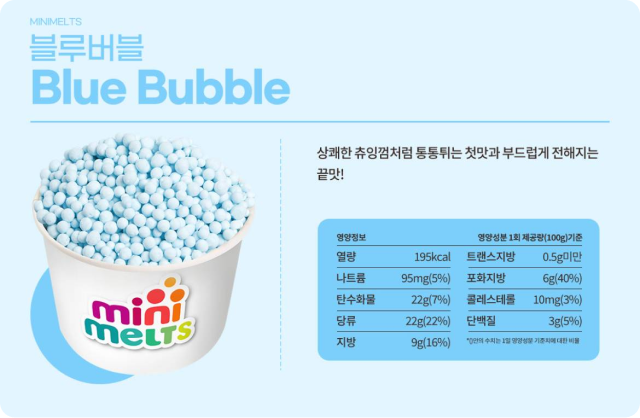 MINIMELTS
블루버블
Blue Bubble
상쾌한 츄잉껌처럼 통통튀는 첫맛과 부드럽게 전해지는
끝맛!
mini
melts
영양정보 영양성분 1회 제공량(100g)기준
열량 195kcal 트랜스지방 0.5g미만
나트륨 95mg(5%) 포화지방 6g(40%)
탄수화물 22g(7%) 콜레스테롤 10mg(3%)
당류 22g(22%) 단백질 3g(5%)
지방 9g(16%) *()안의 수치는 1일 영양성분 기준치에 대한 비율